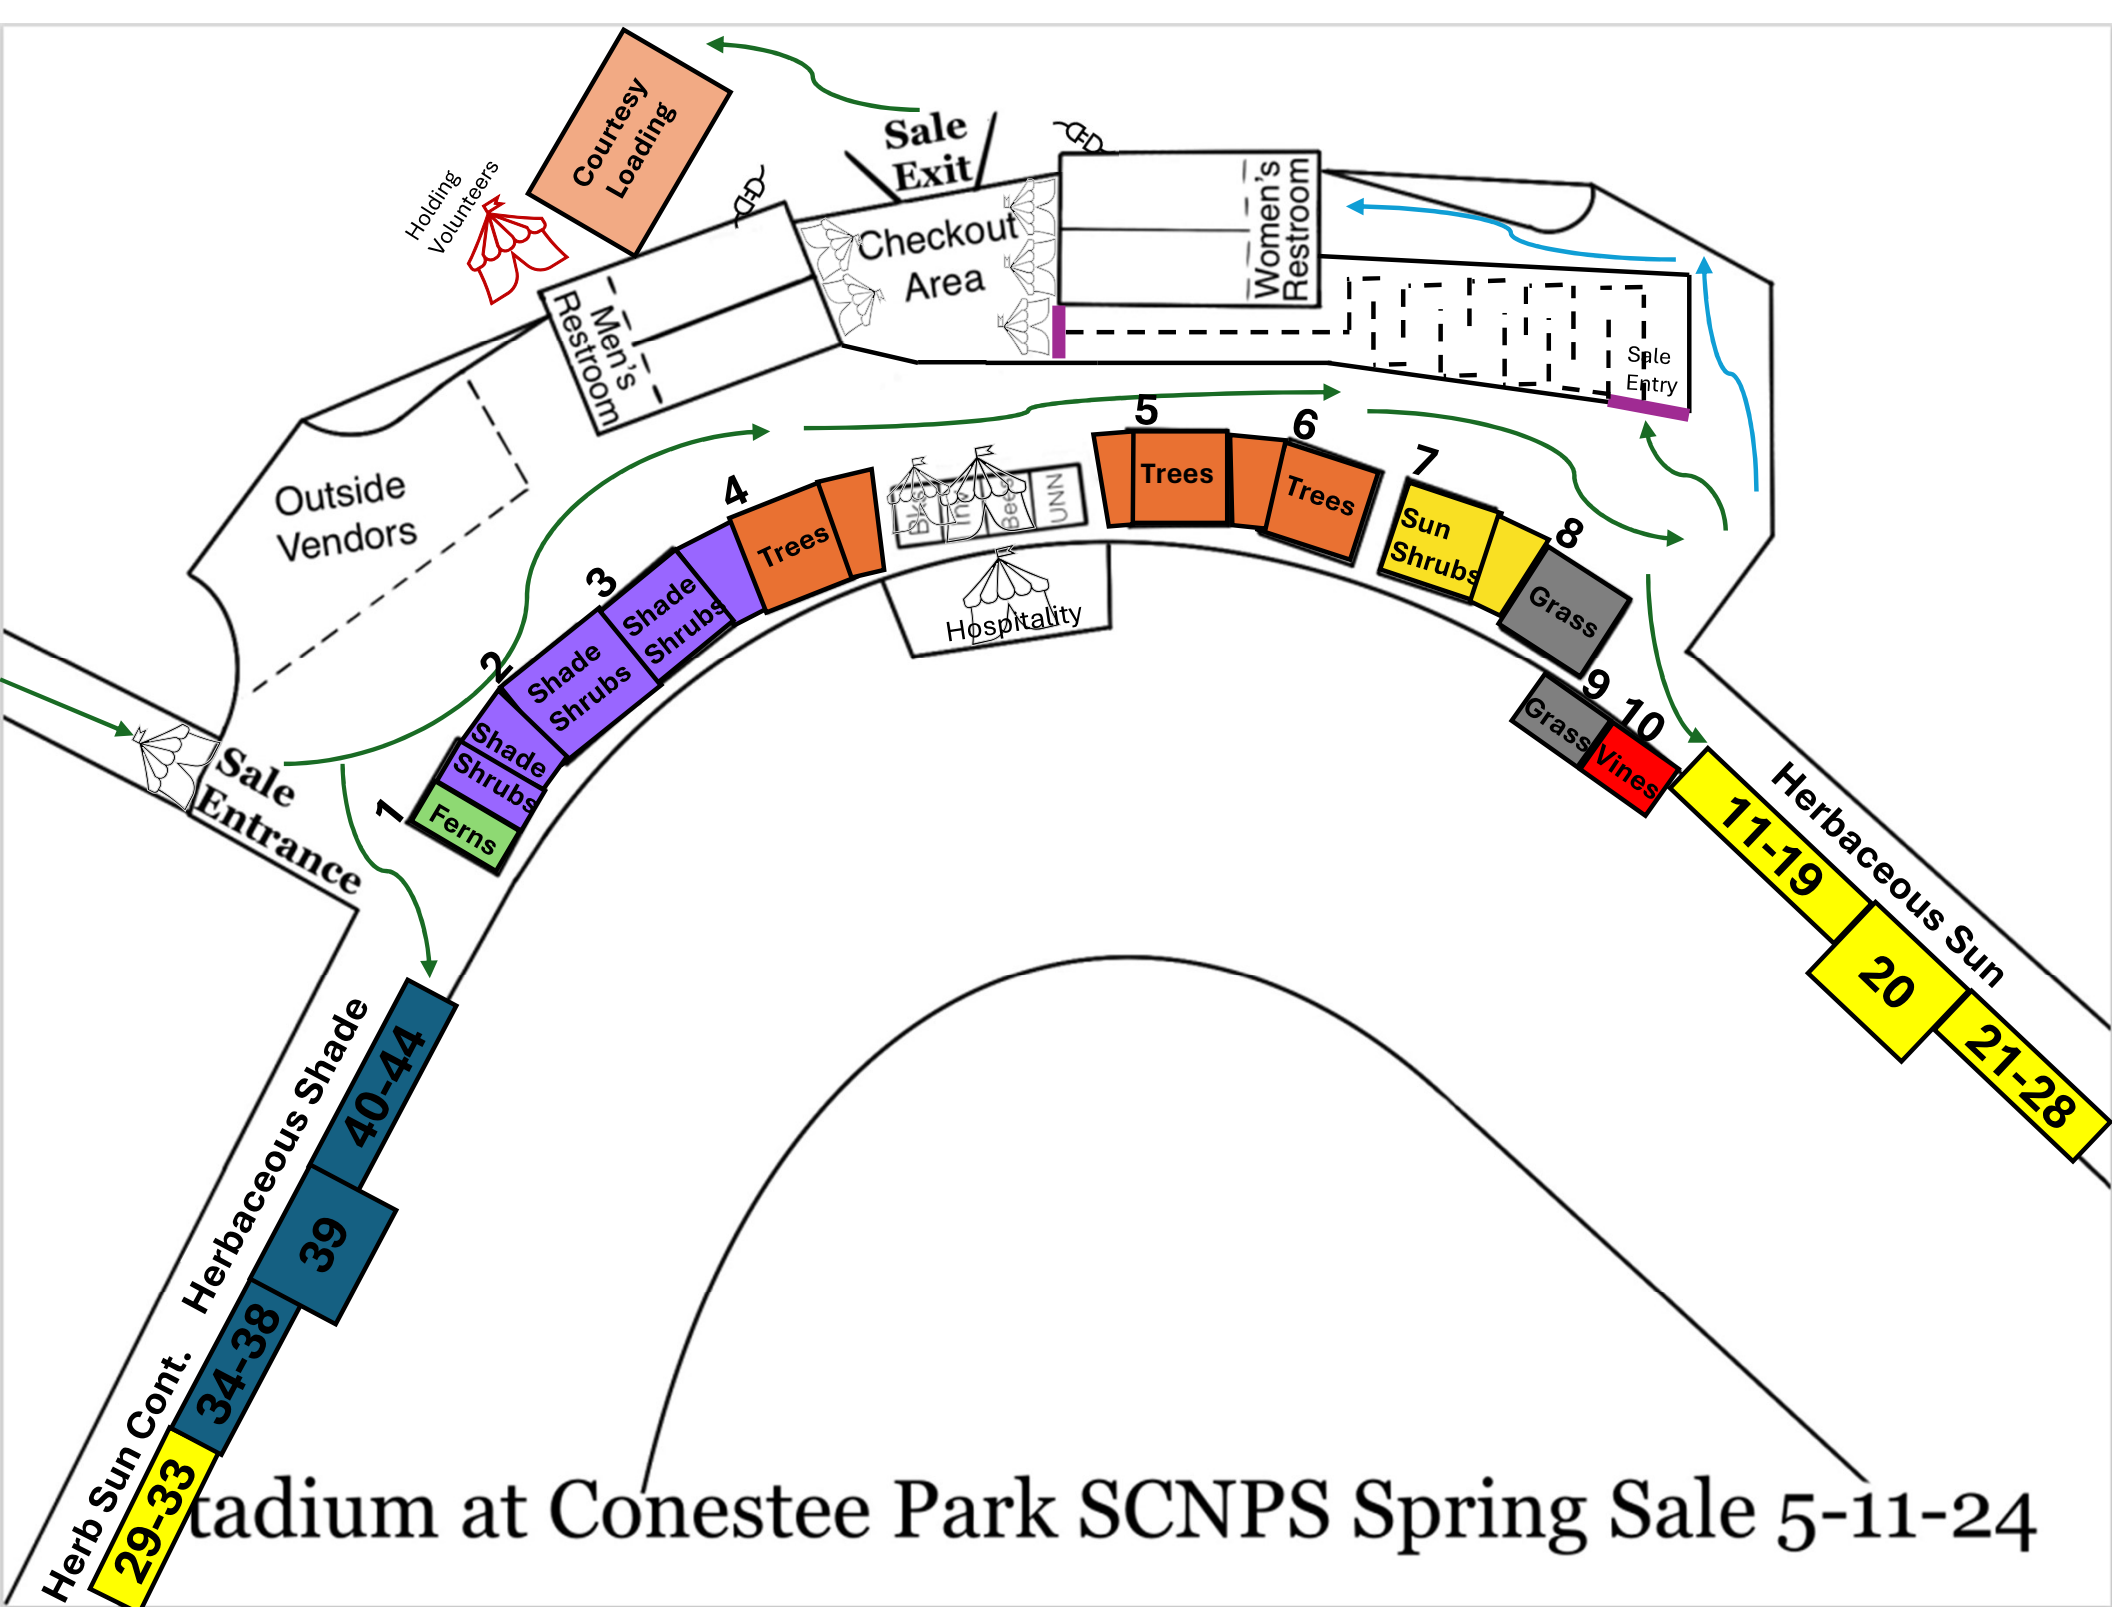 Courtesy
Loading
Holding
Volunteers
Sale
Exit
Checkout
Area
Women's
Restroom
Men's
Restroom
Sale
Entry
Outside
Vendors
5
Trees
6
Trees
7
Sun
Shrubs
8
Grass
9
Grass
10
Vines
4
Trees
UNN
Hospitality
3
Shade
Shrubs
2
Shade
Shrubs
Shade
Shrubs
1
Ferns
Sale
Entrance
Herbaceous Sun
11-19
20
21-28
Herbaceous Shade
40-44
39
34-38
Herb Sun Cont.
29-33
tadium at Conestee Park SCNPS Spring Sale 5-11-24